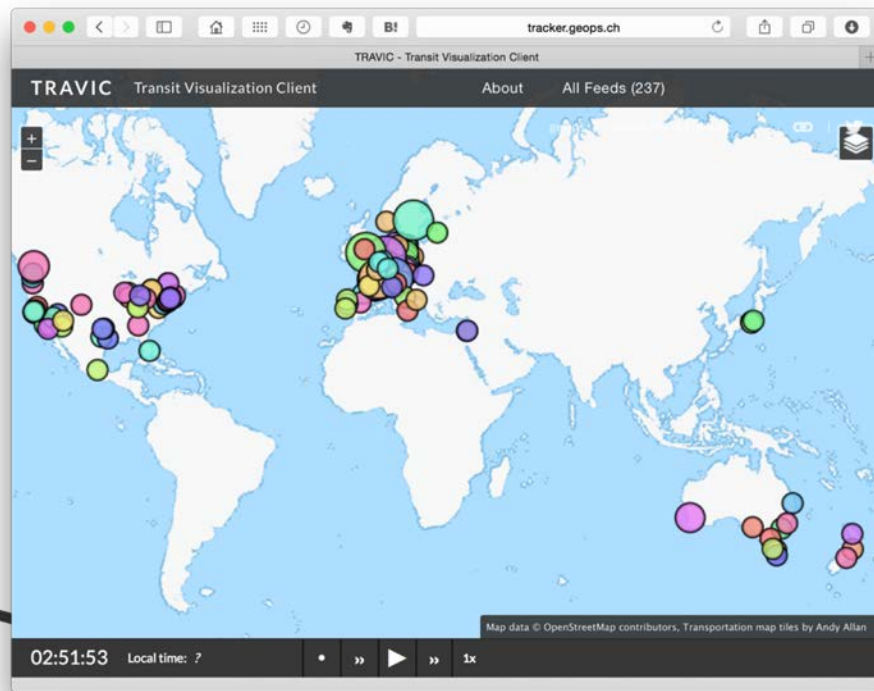 B!
tracker.geops.ch
TRAVIC - Transit Visualization Client
TRAVIC Transit Visualization Client About All Feeds (237)
+
−
Map data © OpenStreetMap contributors, Transportation map tiles by Andy Allan
02:51:53 Local time: ? 1x